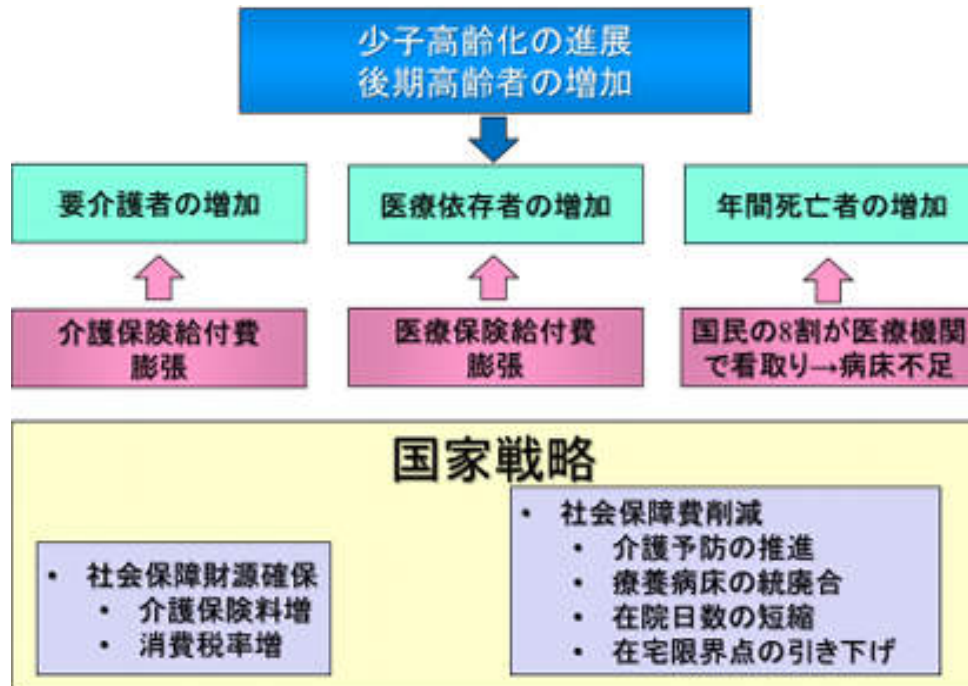 少子高齢化の進展
後期高齢者の増加
要介護者の増加
医療依存者の増加
年間死亡者の増加
介護保険給付費
膨張
医療保険給付費
膨張
国民の8割が医療機関
で看取り→病床不足
国家戦略
• 社会保障財源確保
• 介護保険料増
• 消費税率増
• 社会保障費削減
• 介護予防の推進
• 療養病床の統廃合
• 在院日数の短縮
• 在宅限界点の引き下げ